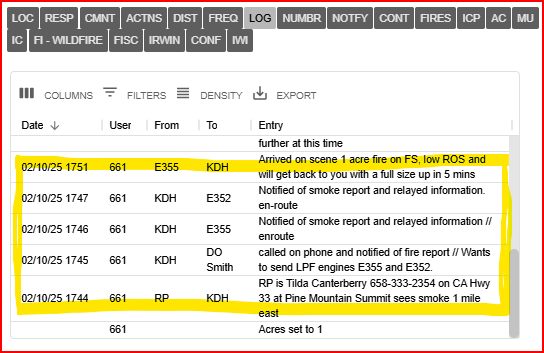 LOC RESP CMNT ACTNS DIST FREQ LOG NUMBR NOTFY CONT FIRES ICP AC MU
IC FI - WILDFIRE FISC IRWIN CONF IWI
COLUMNS FILTERS DENSITY EXPORT
Date User From To Entry
further at this time
02/10/25 1751 661 E355 KDH Arrived on scene 1 acre fire on FS, low ROS and
will get back to you with a full size up in 5 mins
02/10/25 1747 661 KDH E352 Notified of smoke report and relayed information.
en-route
02/10/25 1746 661 KDH E355 Notified of smoke report and relayed information //
enroute
02/10/25 1745 661 KDH DO Smith called on phone and notified of fire report // Wants
to send LPF engines E355 and E352.
02/10/25 1744 661 RP KDH RP is Tilda Canterberry 658-333-2354 on CA Hwy
33 at Pine Mountain Summit sees smoke 1 mile
east
661 Acres set to 1